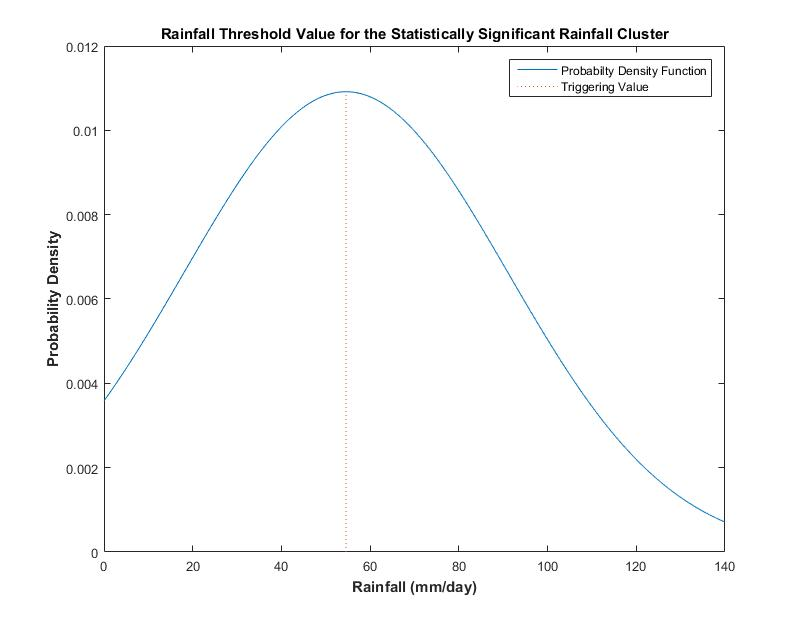 Rainfall Threshold Value for the Statistically Significant Rainfall Cluster
0.012
0.01
0.008
0.006
0.004
0.002
0
Probability Density
Probabilty Density Function
Triggering Value
0 20 40 60 80 100 120 140
Rainfall (mm/day)